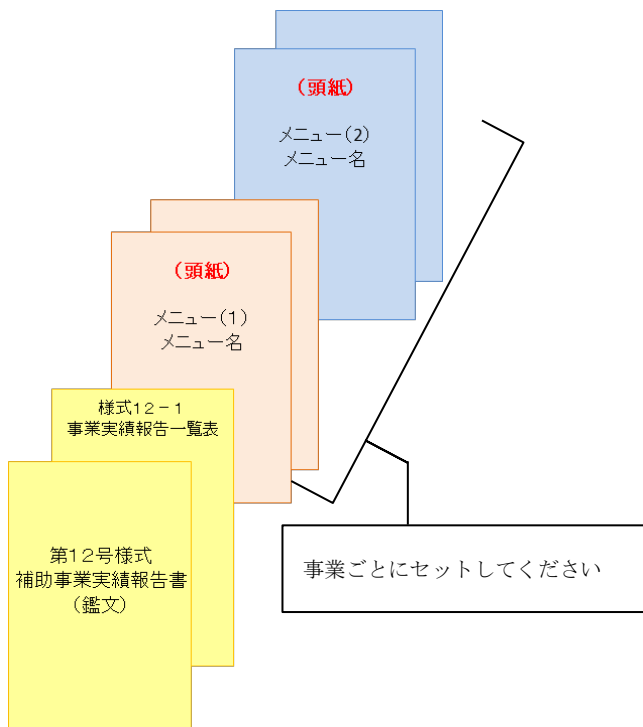 （頭紙）
メニュー（2）
メニュー名
（頭紙）
メニュー（1）
メニュー名
様式１２－１
事業実績報告一覧表
第１２号様式
補助事業実績報告書
（鑑文）
事業ごとにセットしてください